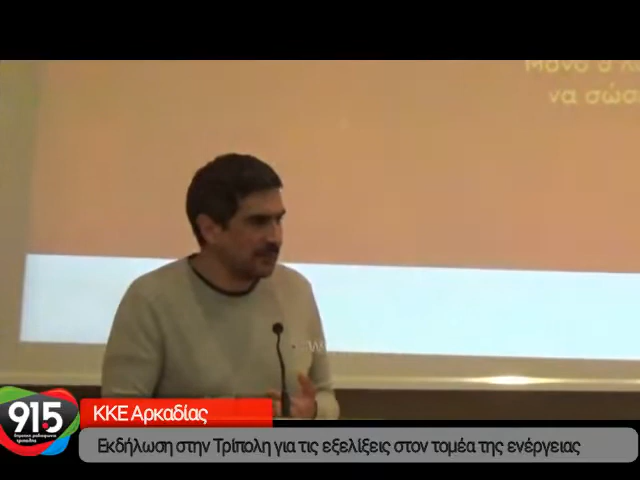 να σώσ
915
ΚΚΕ Αρκαδίας
Εκδήλωση στην Τρίπολη για τις εξελίξεις στον τομέα της ενέργειας